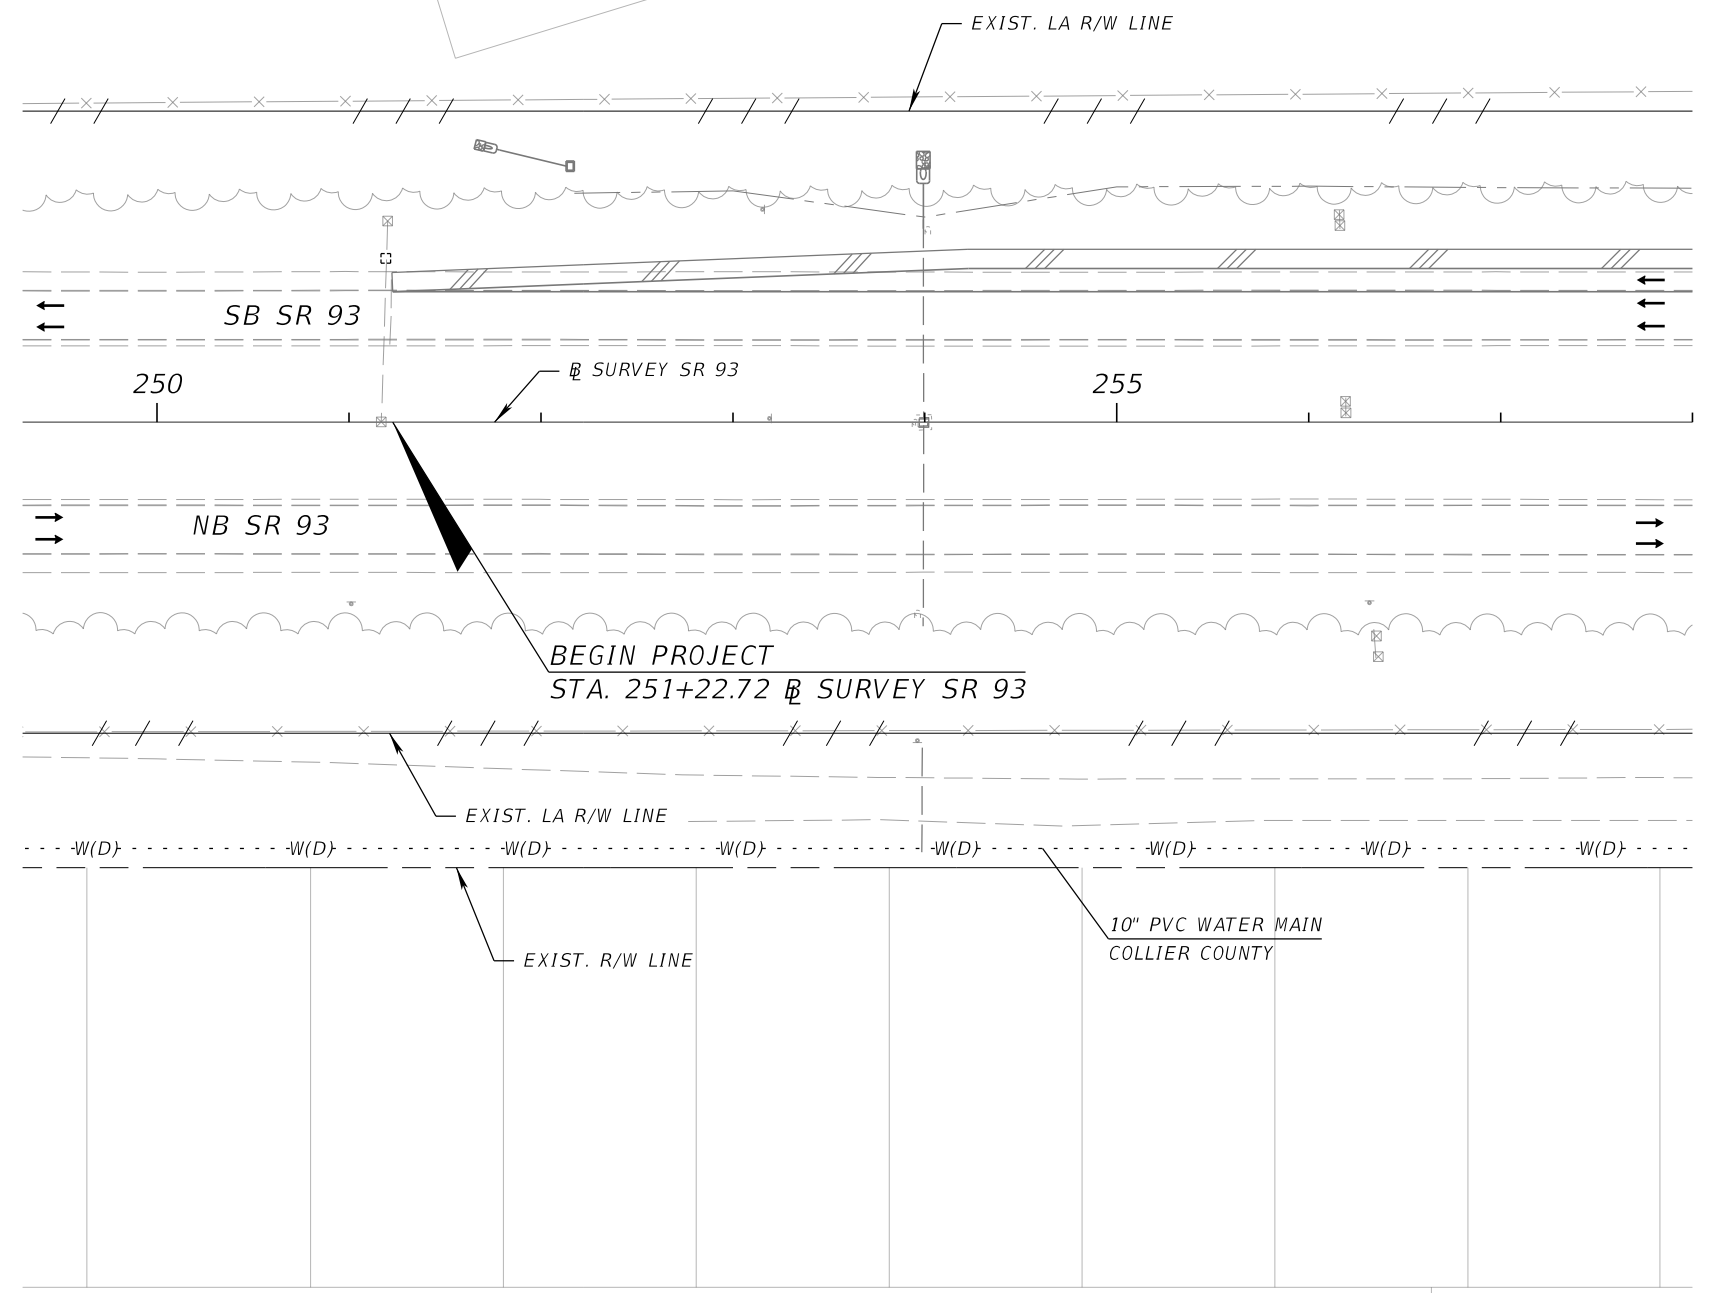 EXIST. LA R/W LINE
SB SR 93
℄ SURVEY SR 93
250
255
NB SR 93
BEGIN PROJECT
STA. 251+22.72 ℄ SURVEY SR 93
EXIST. LA R/W LINE
W(D) W(D) W(D) W(D) W(D) W(D) W(D) W(D)
10" PVC WATER MAIN
COLLIER COUNTY
EXIST. R/W LINE